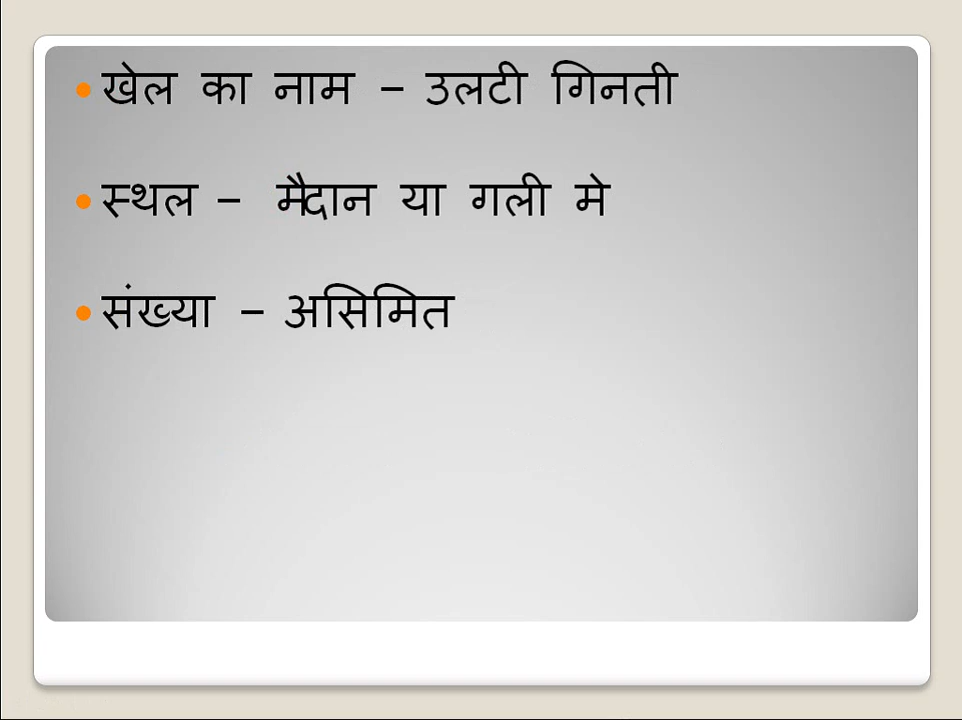 • खेल का नाम – उलटी गिनती
• स्थल – मैदान या गली मे
• संख्या – असिमित